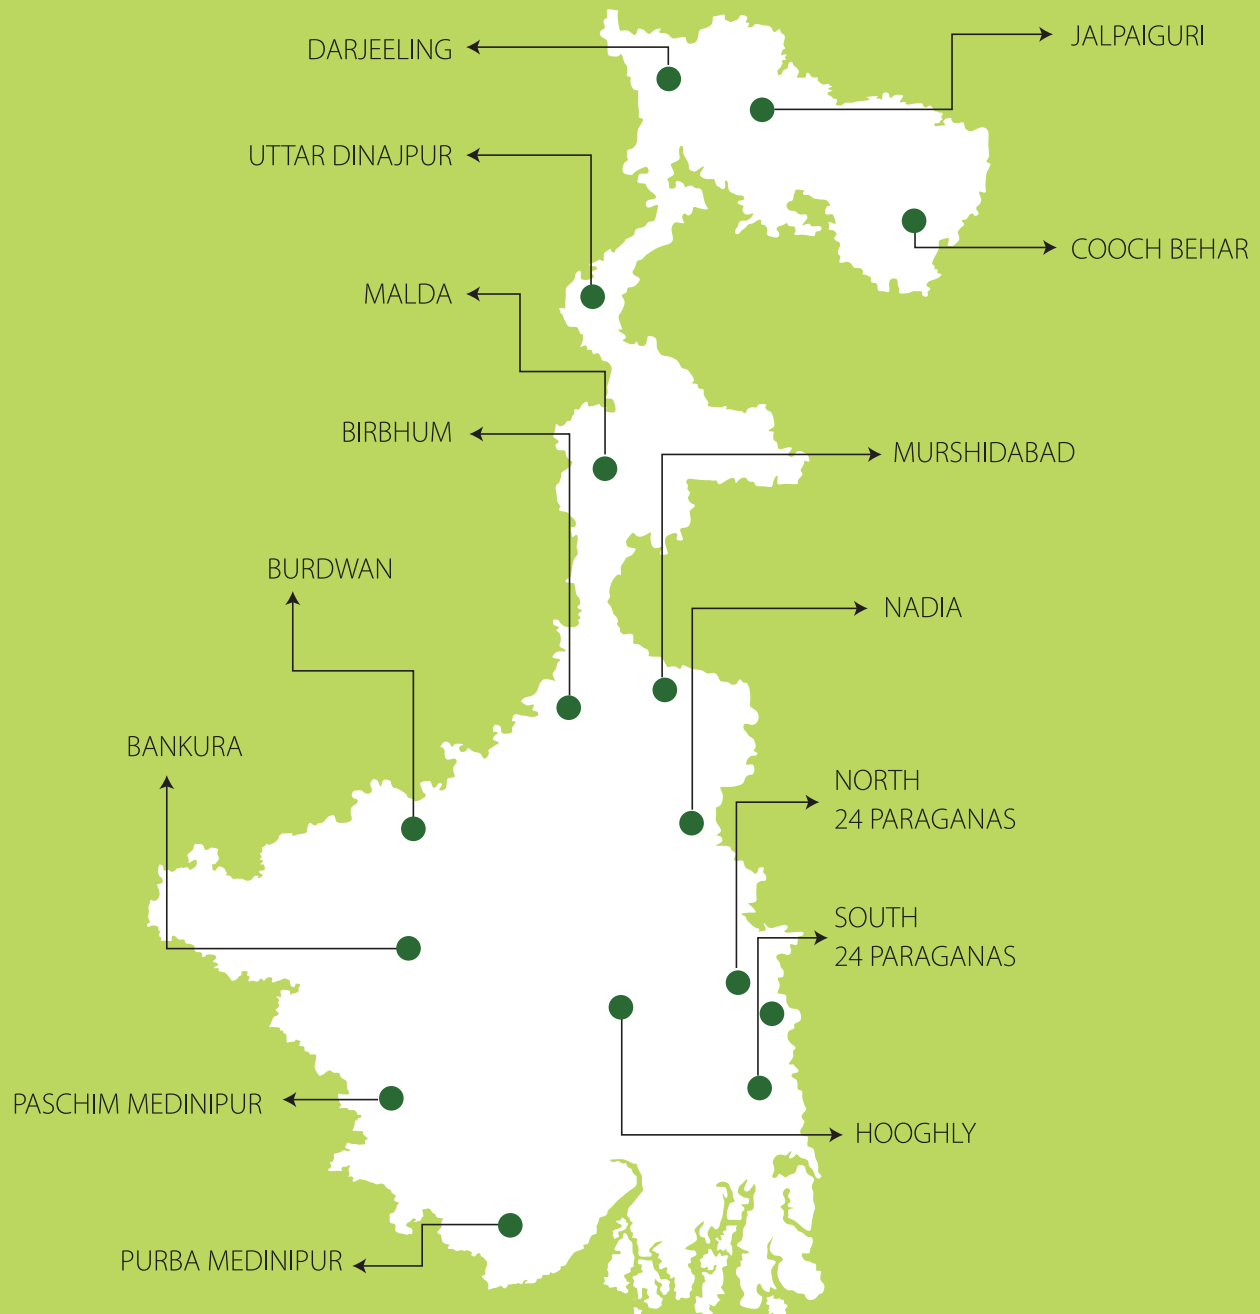 JALPAIGURI
DARJEELING
UTTAR DINAJPUR
COOCH BEHAR
MALDA
BIRBHUM
MURSHIDABAD
BURDWAN
NADIA
BANKURA
NORTH
24 PARAGANAS
SOUTH
24 PARAGANAS
PASCHIM MEDINIPUR
HOOGHLY
PURBA MEDINIPUR